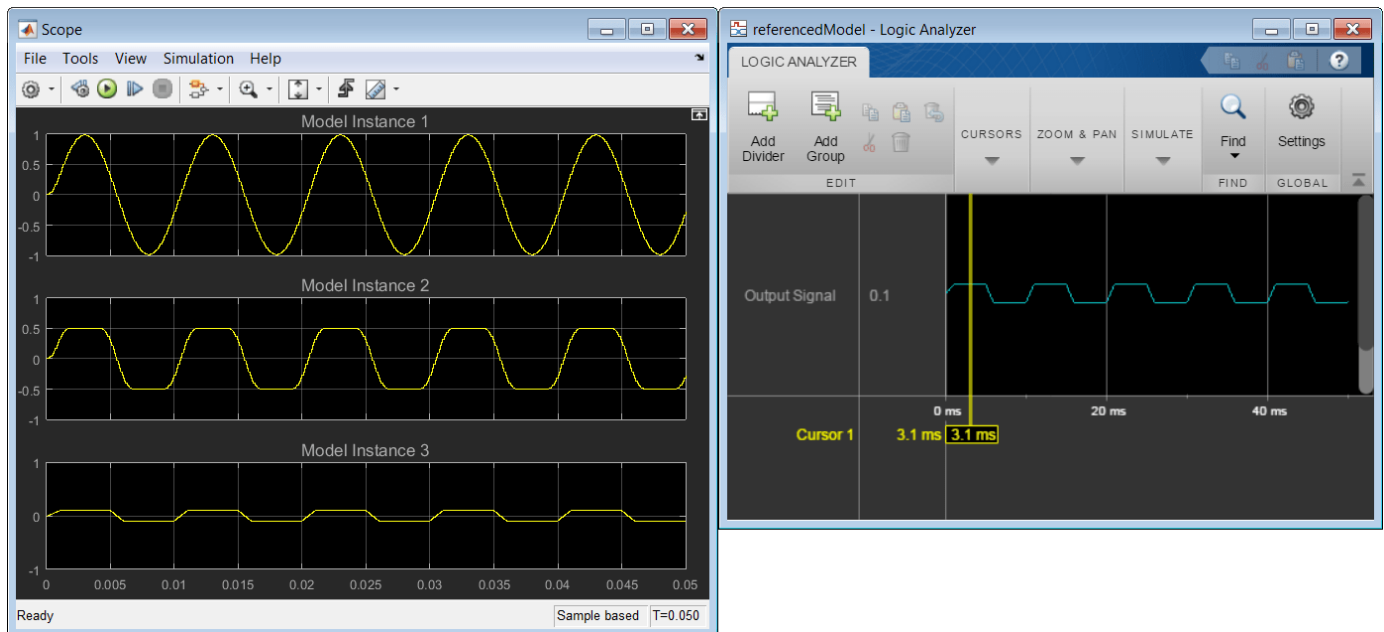 Scope
File Tools View Simulation Help
Model Instance 1
1
0.5
0
-0.5
-1
Model Instance 2
1
0.5
0
-0.5
-1
Model Instance 3
1
0
-1
0 0.005 0.01 0.015 0.02 0.025 0.03 0.035 0.04 0.045 0.05
Ready Sample based T=0.050
referencedModel - Logic Analyzer
LOGIC ANALYZER
?
Add Divider
Add Group
CURSORS
ZOOM & PAN
SIMULATE
Find
Settings
EDIT
FIND
GLOBAL
Output Signal 0.1
0 ms 20 ms 40 ms
Cursor 1 3.1 ms 3.1 ms